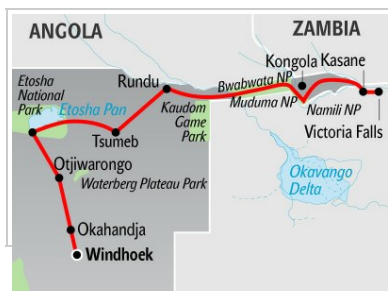 ANGOLA
ZAMBIA
Kongola Kasane
Rundu
Bwabwata NP
Muduma NP
Namili NP
Victoria Falls
Etosha
National
Park
Etosha Pan
Kaudom
Game
Park
Tsumeb
Otjiwarongo
Waterberg Plateau Park
Okavango
Delta
Okahandja
Windhoek